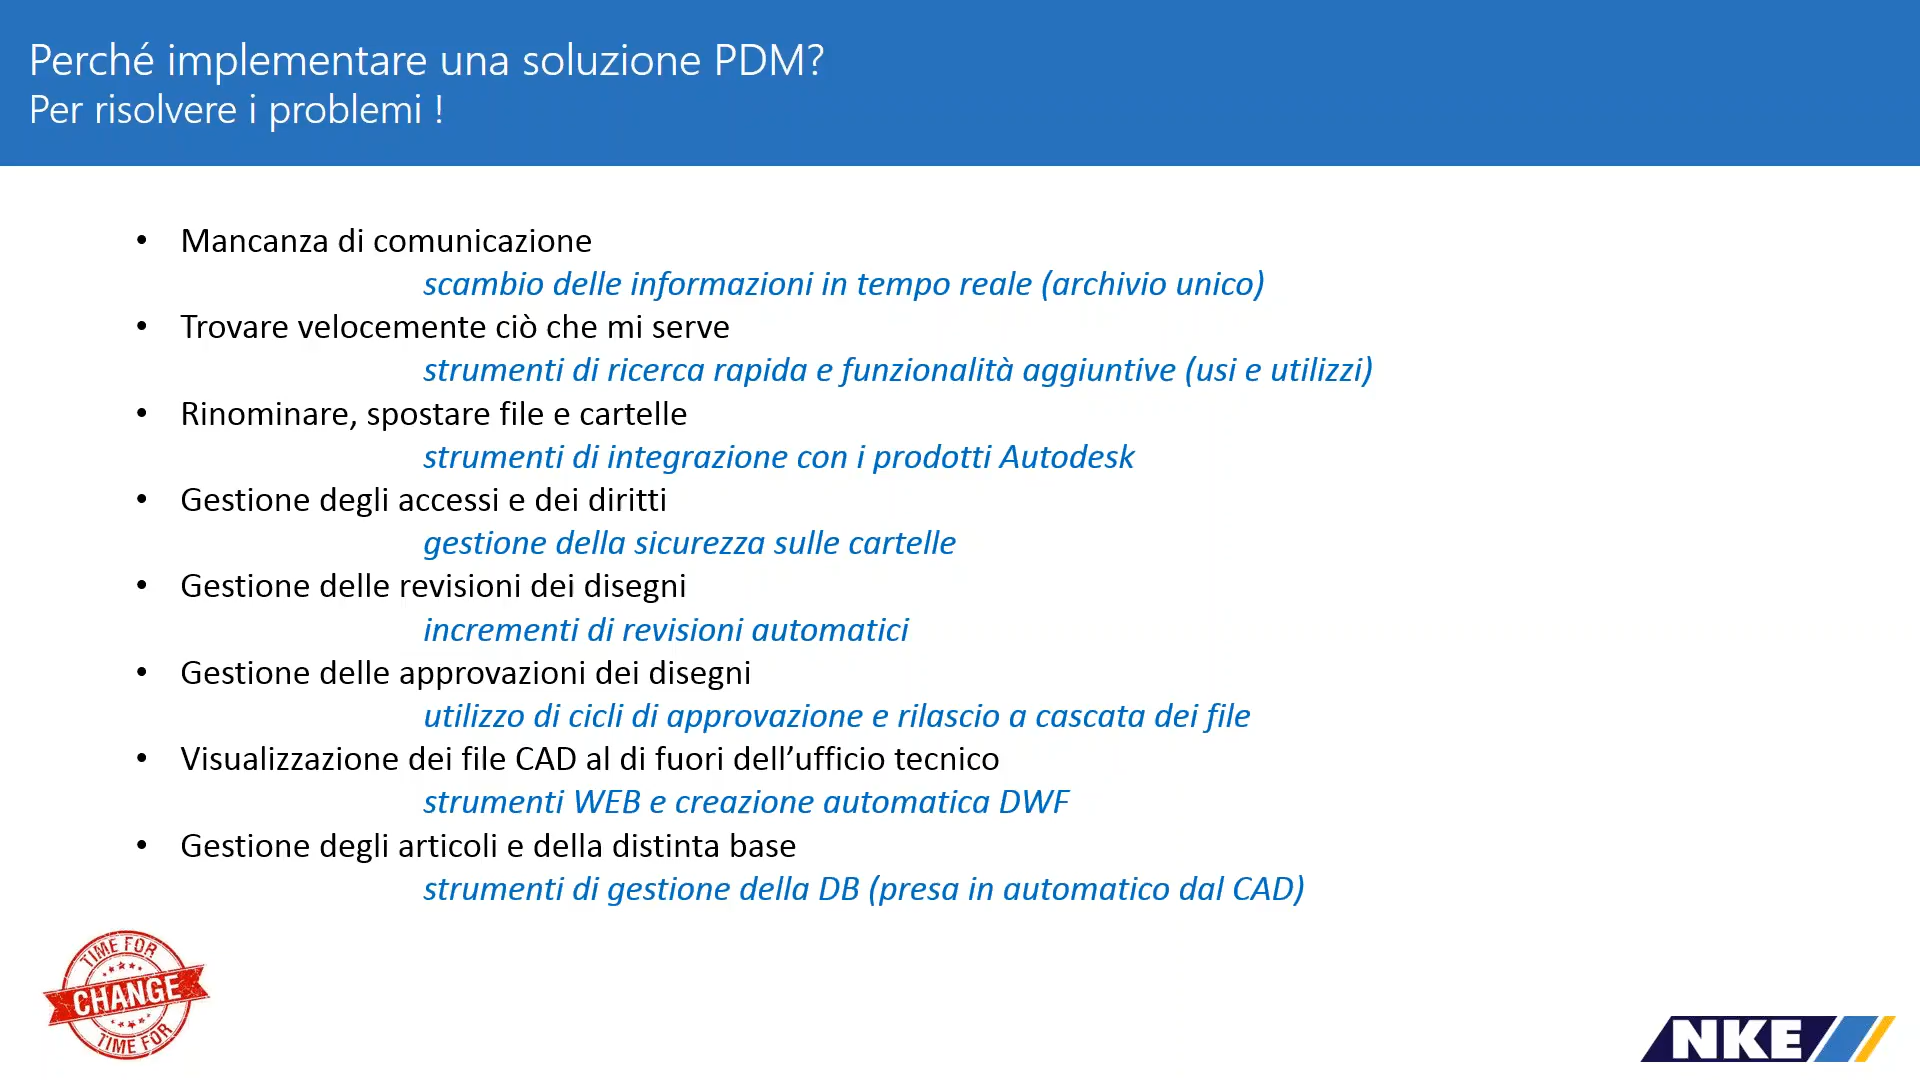 Perché implementare una soluzione PDM?
Per risolvere i problemi !
• Mancanza di comunicazione
scambio delle informazioni in tempo reale (archivio unico)
• Trovare velocemente ciò che mi serve
strumenti di ricerca rapida e funzionalità aggiuntive (usi e utilizzi)
• Rinominare, spostare file e cartelle
strumenti di integrazione con i prodotti Autodesk
• Gestione degli accessi e dei diritti
gestione della sicurezza sulle cartelle
• Gestione delle revisioni dei disegni
incrementi di revisioni automatici
• Gestione delle approvazioni dei disegni
utilizzo di cicli di approvazione e rilascio a cascata dei file
• Visualizzazione dei file CAD al di fuori dell’ufficio tecnico
strumenti WEB e creazione automatica DWF
• Gestione degli articoli e della distinta base
strumenti di gestione della DB (presa in automatico dal CAD)
TIME FOR
CHANGE
TIME FOR
NKE